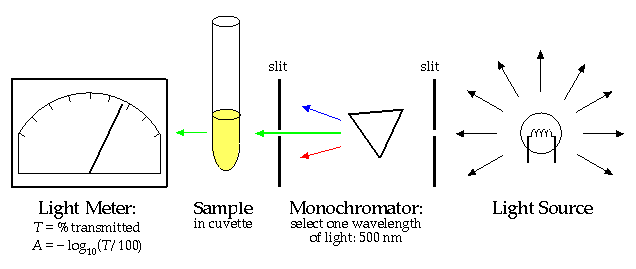 slit
slit
Light Meter:
T = % transmitted
A = – log10(T/100)
Sample
in cuvette
Monochromator:
select one wavelength
of light: 500 nm
Light Source